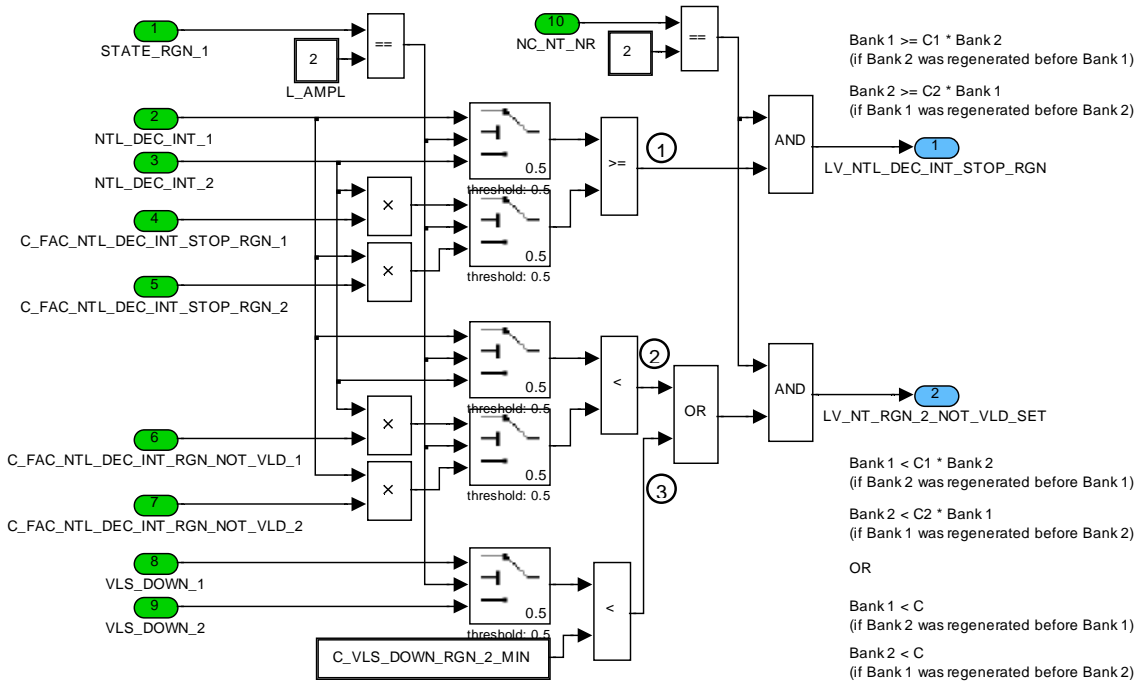 1
STATE_RGN_1
==
2
L_AMPL
10
NC_NT_NR
2
==
Bank 1 >= C1 * Bank 2
(if Bank 2 was regenerated before Bank 1)
Bank 2 >= C2 * Bank 1
(if Bank 1 was regenerated before Bank 2)
2
NTL_DEC_INT_1
3
NTL_DEC_INT_2
0.5
threshold: 0.5
>=
1
AND
1
LV_NTL_DEC_INT_STOP_RGN
4
C_FAC_NTL_DEC_INT_STOP_RGN_1
×
0.5
threshold: 0.5
5
C_FAC_NTL_DEC_INT_STOP_RGN_2
×
0.5
threshold: 0.5
<
2
OR
AND
2
LV_NT_RGN_2_NOT_VLD_SET
6
C_FAC_NTL_DEC_INT_RGN_NOT_VLD_1
×
0.5
threshold: 0.5
7
C_FAC_NTL_DEC_INT_RGN_NOT_VLD_2
×
3
Bank 1 < C1 * Bank 2
(if Bank 2 was regenerated before Bank 1)
Bank 2 < C2 * Bank 1
(if Bank 1 was regenerated before Bank 2)
OR
Bank 1 < C
(if Bank 2 was regenerated before Bank 1)
Bank 2 < C
(if Bank 1 was regenerated before Bank 2)
8
VLS_DOWN_1
9
VLS_DOWN_2
0.5
threshold: 0.5
<
C_VLS_DOWN_RGN_2_MIN